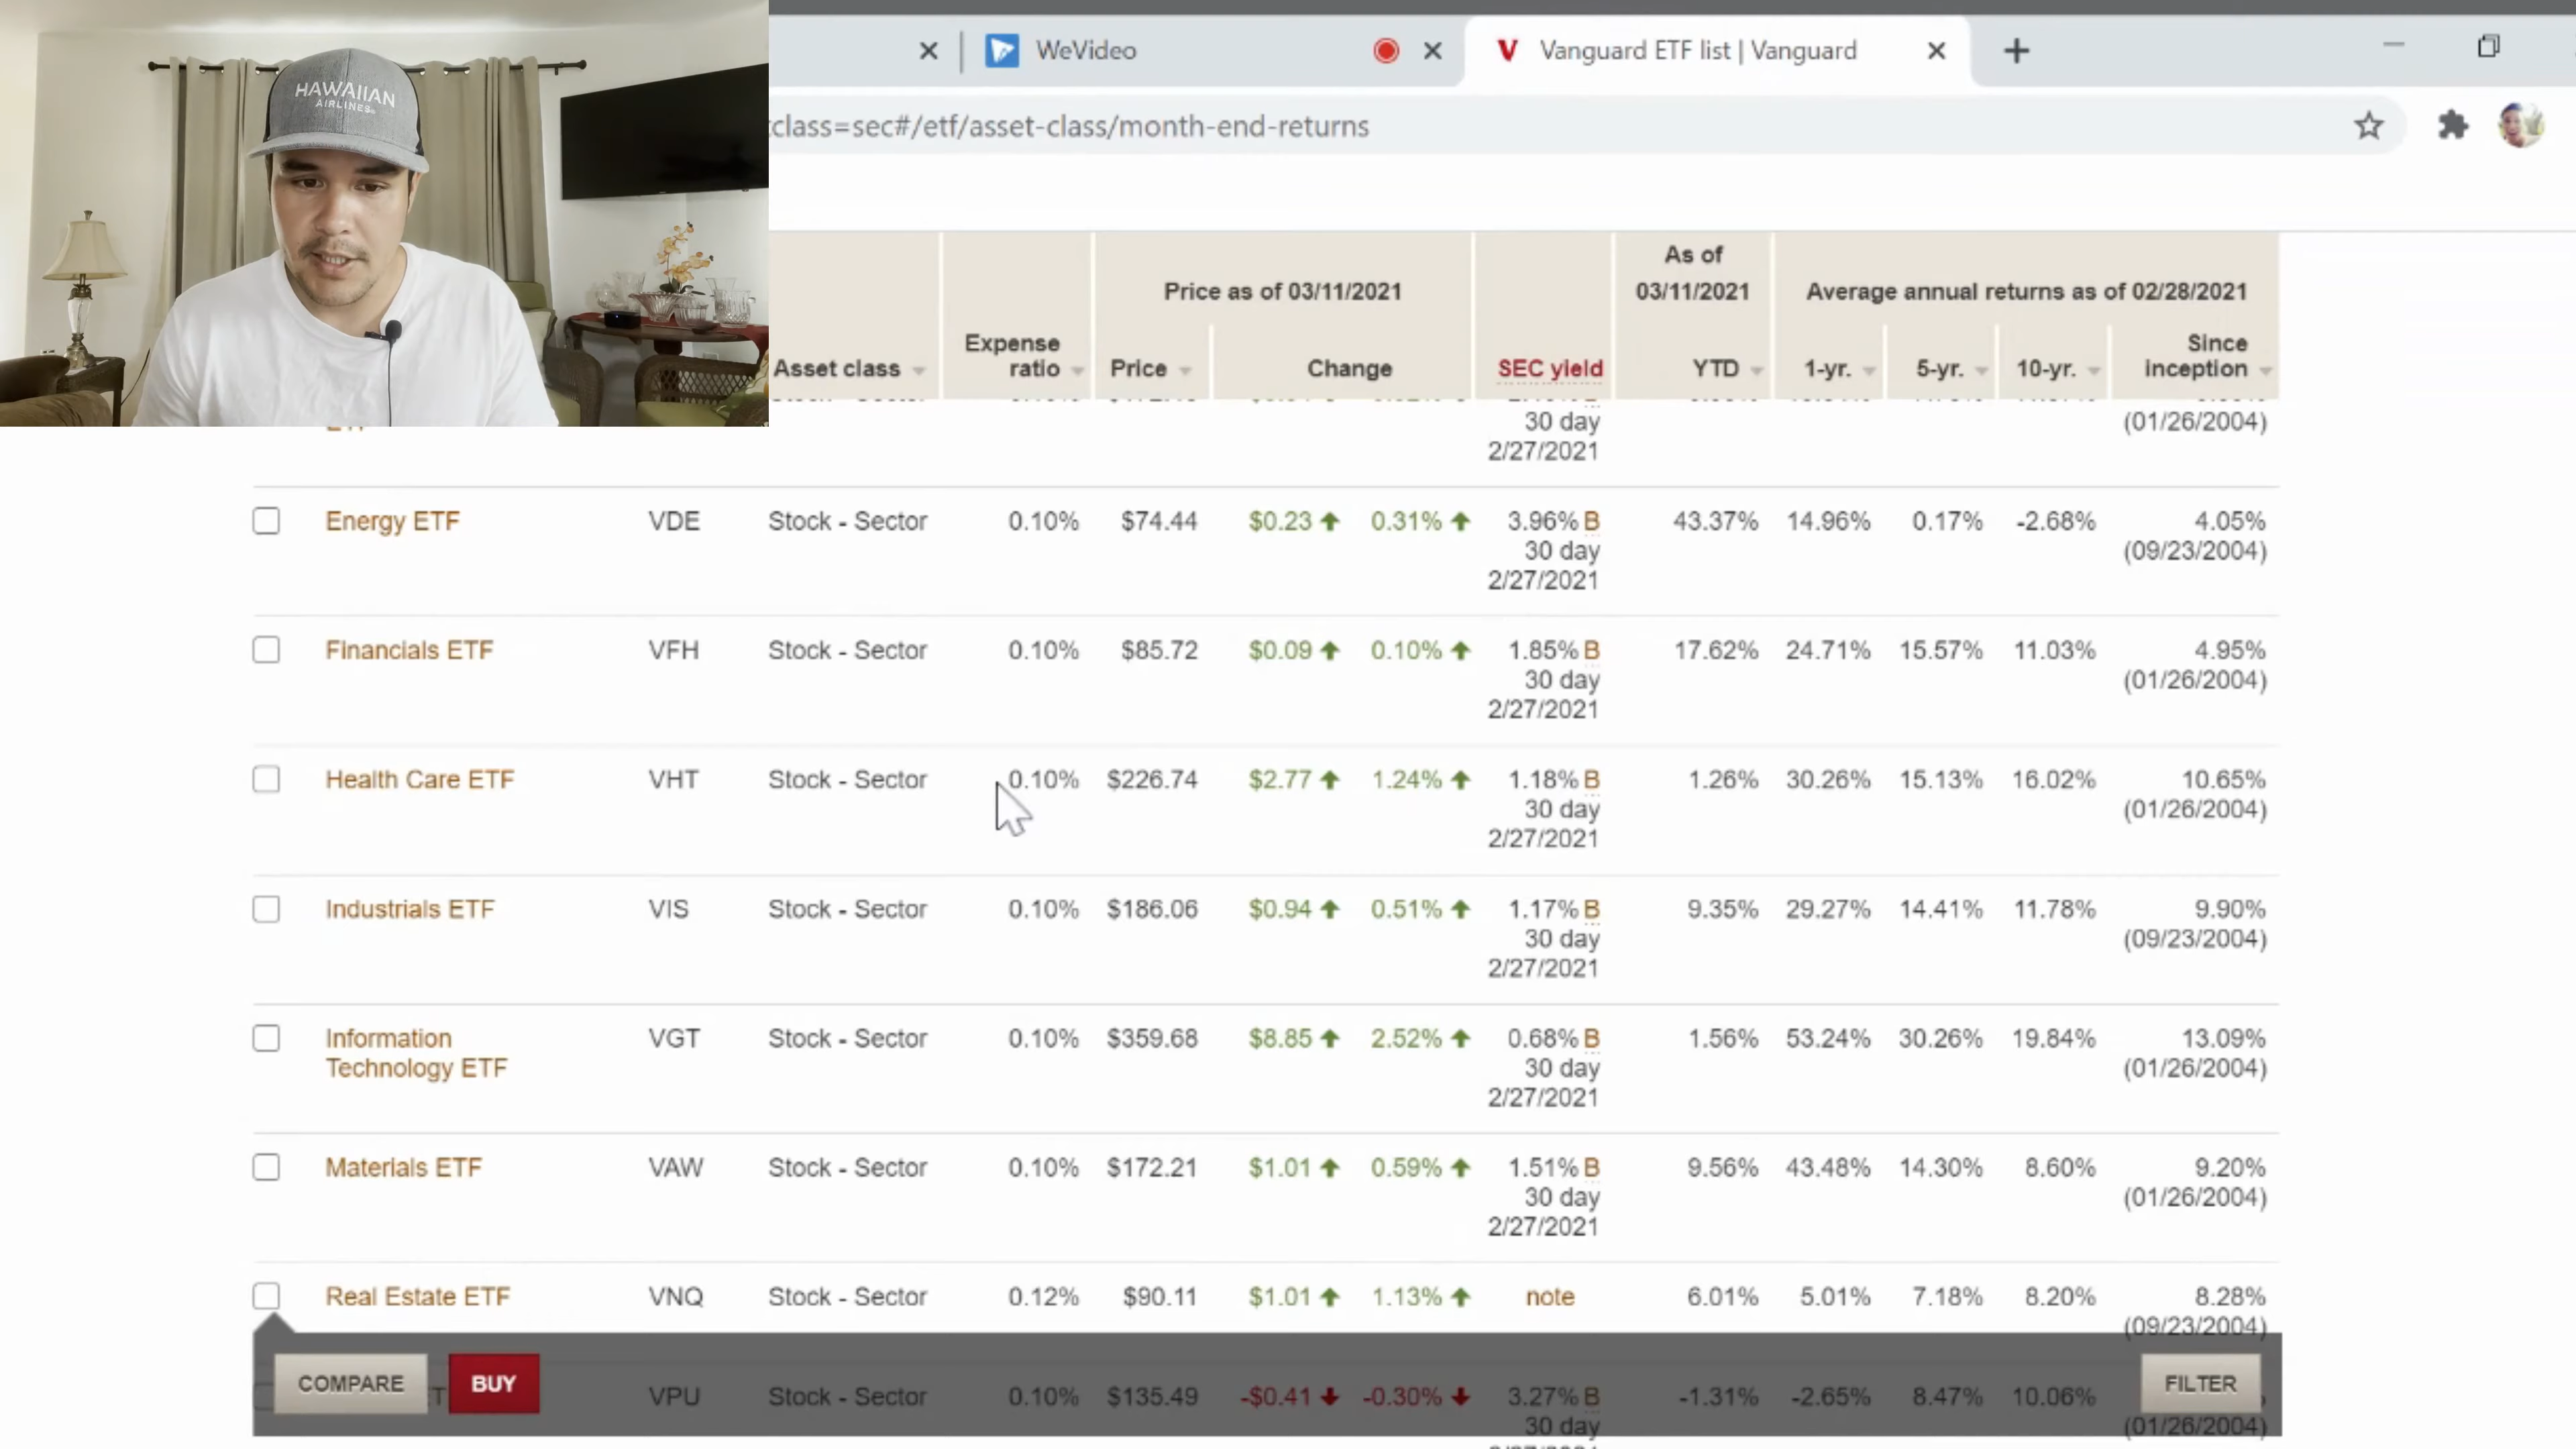 HAWAIIAN
AIRLINES
WeVideo
Vanguard ETF list | Vanguard
class=sec#/etf/asset-class/month-end-returns
Asset class
Expense
ratio
Price as of 03/11/2021
Price
Change
SEC yield
As of
03/11/2021
YTD
Average annual returns as of 02/28/2021
1-yr.
5-yr.
10-yr.
Since
inception
30 day (01/26/2004)
2/27/2021
Energy ETF VDE Stock - Sector 0.10% $74.44 $0.23 0.31% 3.96% B 43.37% 14.96% 0.17% -2.68% 4.05%
30 day (09/23/2004)
2/27/2021
Financials ETF VFH Stock - Sector 0.10% $85.72 $0.09 0.10% 1.85% B 17.62% 24.71% 15.57% 11.03% 4.95%
30 day (01/26/2004)
2/27/2021
Health Care ETF VHT Stock - Sector 0.10% $226.74 $2.77 1.24% 1.18% B 1.26% 30.26% 15.13% 16.02% 10.65%
30 day (01/26/2004)
2/27/2021
Industrials ETF VIS Stock - Sector 0.10% $186.06 $0.94 0.51% 1.17% B 9.35% 29.27% 14.41% 11.78% 9.90%
30 day (09/23/2004)
2/27/2021
Information VGT Stock - Sector 0.10% $359.68 $8.85 2.52% 0.68% B 1.56% 53.24% 30.26% 19.84% 13.09%
Technology ETF 30 day (01/26/2004)
2/27/2021
Materials ETF VAW Stock - Sector 0.10% $172.21 $1.01 0.59% 1.51% B 9.56% 43.48% 14.30% 8.60% 9.20%
30 day (01/26/2004)
2/27/2021
Real Estate ETF VNQ Stock - Sector 0.12% $90.11 $1.01 1.13% note 6.01% 5.01% 7.18% 8.20% 8.28%
(09/23/2004)
COMPARE BUY VPU Stock - Sector 0.10% $135.49 -$0.41 -0.30% 3.27% B -1.31% -2.65% 8.47% 10.06% FILTER
30 day (01/26/2004)